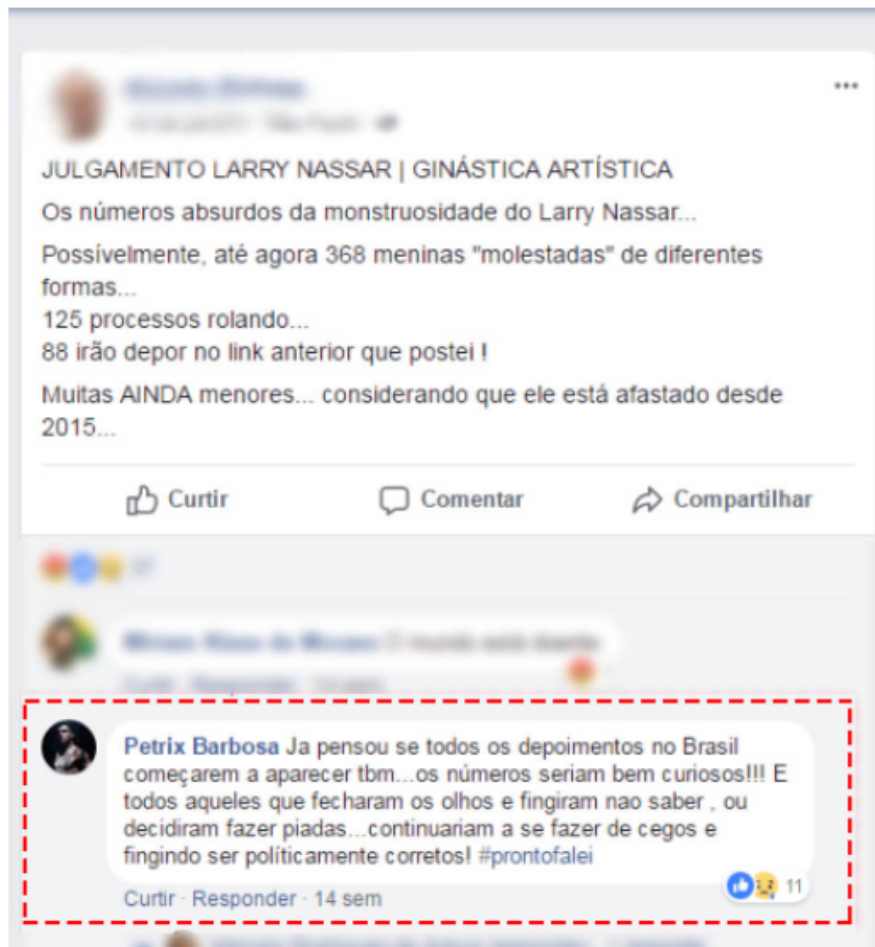 JULGAMENTO LARRY NASSAR | GINÁSTICA ARTÍSTICA
Os números absurdos da monstruosidade do Larry Nassar...
Possívelmente, até agora 368 meninas "molestadas" de diferentes
formas...
125 processos rolando...
88 irão depor no link anterior que postei !
Muitas AINDA menores... considerando que ele está afastado desde
2015...
Curtir Comentar Compartilhar
Petrix Barbosa Ja pensou se todos os depoimentos no Brasil
começarem a aparecer tbm...os números seriam bem curiosos!!! E
todos aqueles que fecharam os olhos e fingiram nao saber , ou
decidiram fazer piadas...continuariam a se fazer de cegos e
fingindo ser políticamente corretos! #prontofalei
11
Curtir · Responder · 14 sem